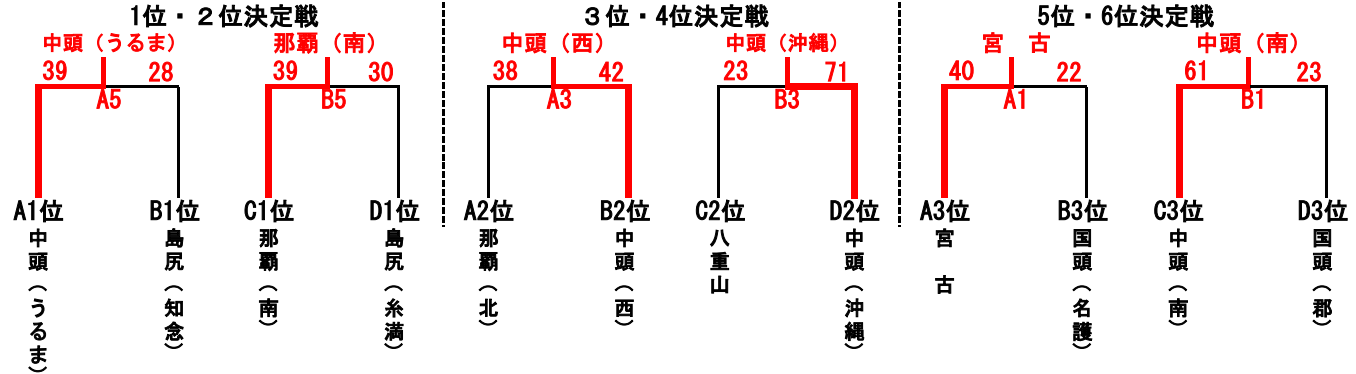 1位・２位決定戦
３位・4位決定戦
5位・6位決定戦
中頭（うるま）
那覇（南）
中頭（西）
中頭（沖縄）
宮　古
中頭（南）
39
28
39
30
38
42
23
71
40
22
61
23
A5
B5
A3
B3
A1
B1
A1位
B1位
C1位
D1位
A2位
B2位
C2位
D2位
A3位
B3位
C3位
D3位
中頭（うるま）
島尻（知念）
那覇（南）
島尻（糸満）
那覇（北）
中頭（西）
八重山
中頭（沖縄）
宮　古
国頭（名護）
中頭（南）
国頭（郡）